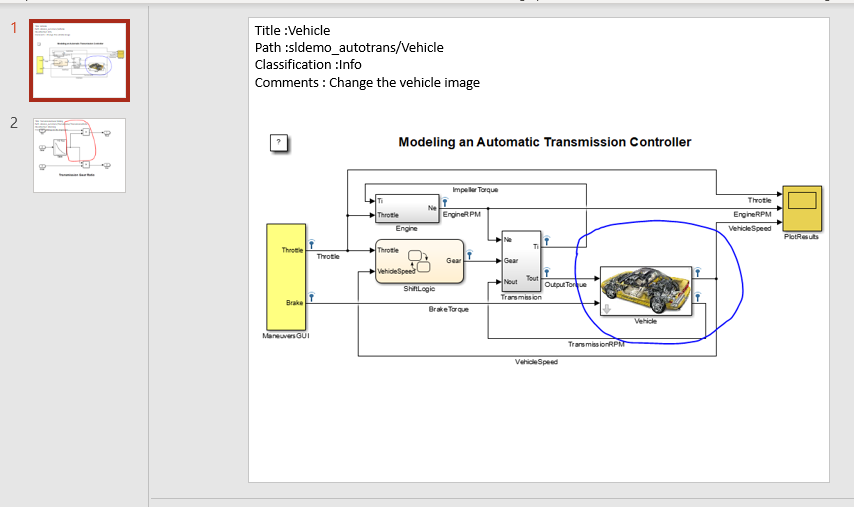 1
2
Title :Vehicle
Path :sldemo_autotrans/Vehicle
Classification :Info
Comments : Change the vehicle image
?
Modeling an Automatic Transmission Controller
ImpellerTorque
Ti
Throttle
Ne
Engine
EngineRPM
Throttle
EngineRPM
VehicleSpeed
PlotResults
Throttle
Brake
ManeuversGUI
Throttle
Throttle
VehicleSpeed
Gear
ShiftLogic
Ne
Gear
Nout
Ti
Tout
Transmission
OutputTorque
BrakeTorque
Vehicle
TransmissionRPM
VehicleSpeed